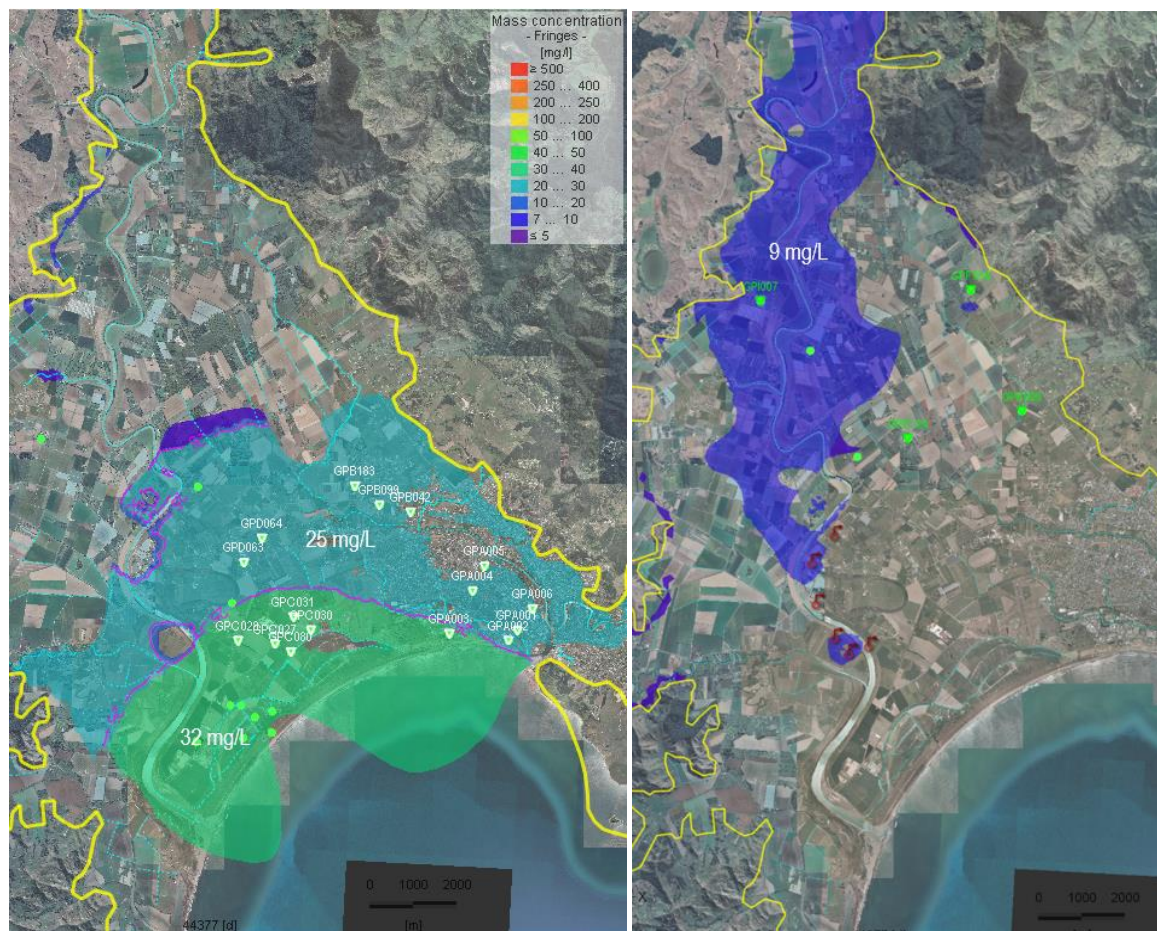 Mass concentration
- Fringes -
[mg/l]
≥ 500
250 ... 400
200 ... 250
100 ... 200
50 ... 100
40 ... 50
30 ... 40
20 ... 30
10 ... 20
7 ... 10
≤ 5
9 mg/L
GPI007
GPB183
GPB099
GPB042
GPD064
25 mg/L
GPD063
GPA005
GPA004
GPA006
GPC031
GPC030
GPA003
GPA001
GPA002
GPC027
GPC080
32 mg/L
0 1000 2000
44377 [d]
[m]
X
0 1000 2000